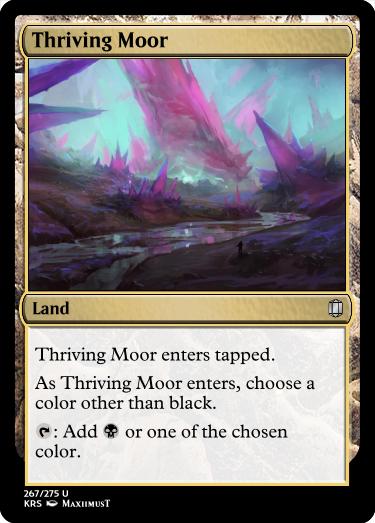 Thriving Moor
Land
Thriving Moor enters tapped.
As Thriving Moor enters, choose a
color other than black.
: Add or one of the chosen
color.
267/275 U
KRS MaxiimusT